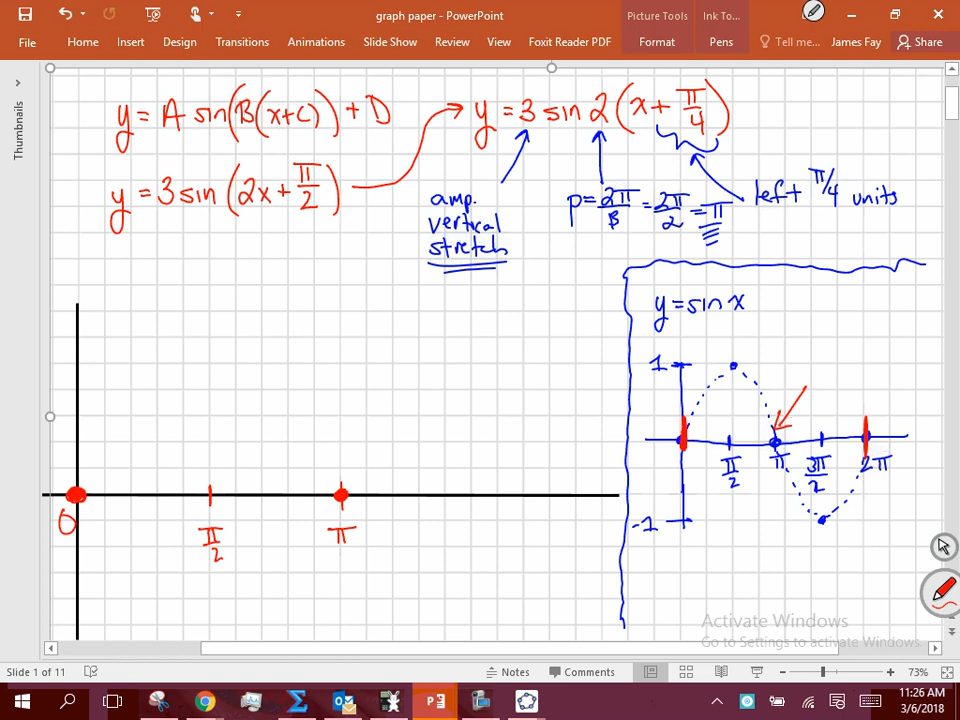 graph paper - PowerPoint
Picture Tools
Ink To...
File
Home
Insert
Design
Transitions
Animations
Slide Show
Review
View
Foxit Reader PDF
Format
Pens
Tell me...
James Fay
Share
Thumbnails
y = A sin(B(x+C)) + D
y = 3 sin 2 (x + π/4)
y = 3 sin (2x + π/2)
amp.
vertical
stretch
P = 2π/B = 2π/2 = π
left + π/4 units
y = sin x
1
π/2
π
3π/2
2π
-1
0
π/2
π
Activate Windows
Go to Settings to activate Windows.
Slide 1 of 11
Notes
Comments
73%
11:26 AM
3/6/2018